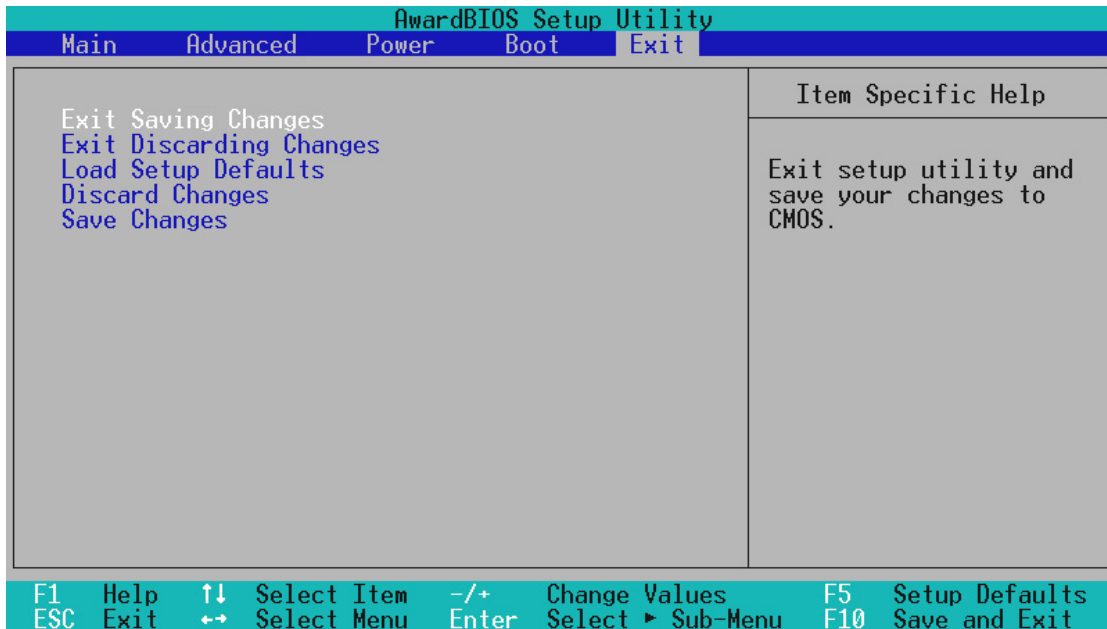 AwardBIOS Setup Utility
Main Advanced Power Boot Exit
Exit Saving Changes
Exit Discarding Changes
Load Setup Defaults
Discard Changes
Save Changes
Item Specific Help
Exit setup utility and
save your changes to
CMOS.
F1 Help ↑↓ Select Item -/+ Change Values F5 Setup Defaults
ESC Exit ←→ Select Menu Enter Select ► Sub-Menu F10 Save and Exit